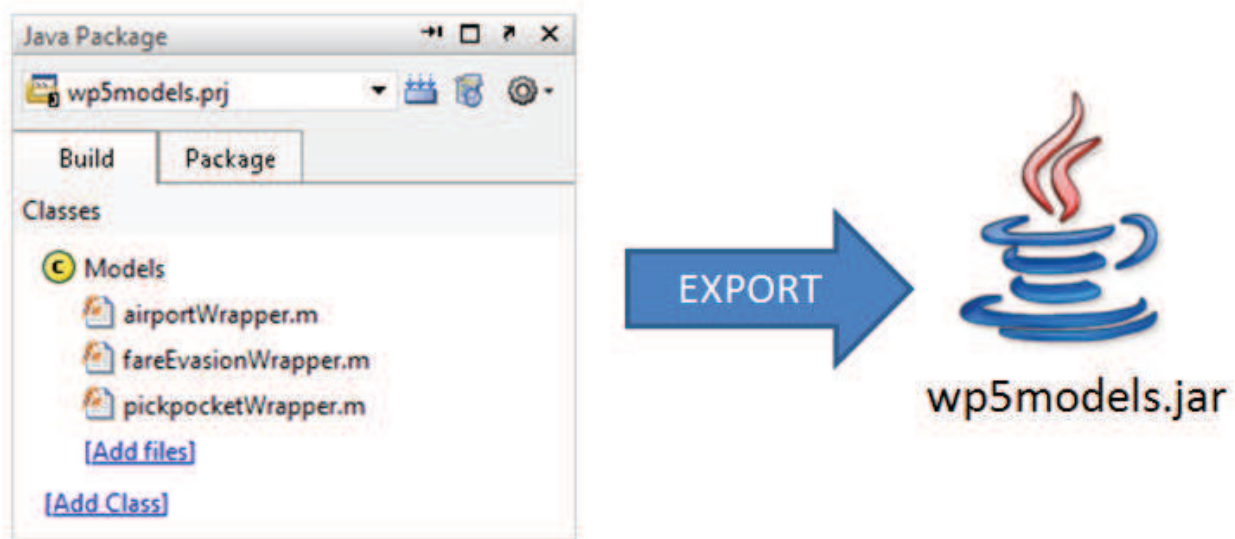 Java Package
wp5models.prj
Build Package
Classes
C Models
airportWrapper.m
fareEvasionWrapper.m
pickpocketWrapper.m
[Add files]
[Add Class]
EXPORT
wp5models.jar